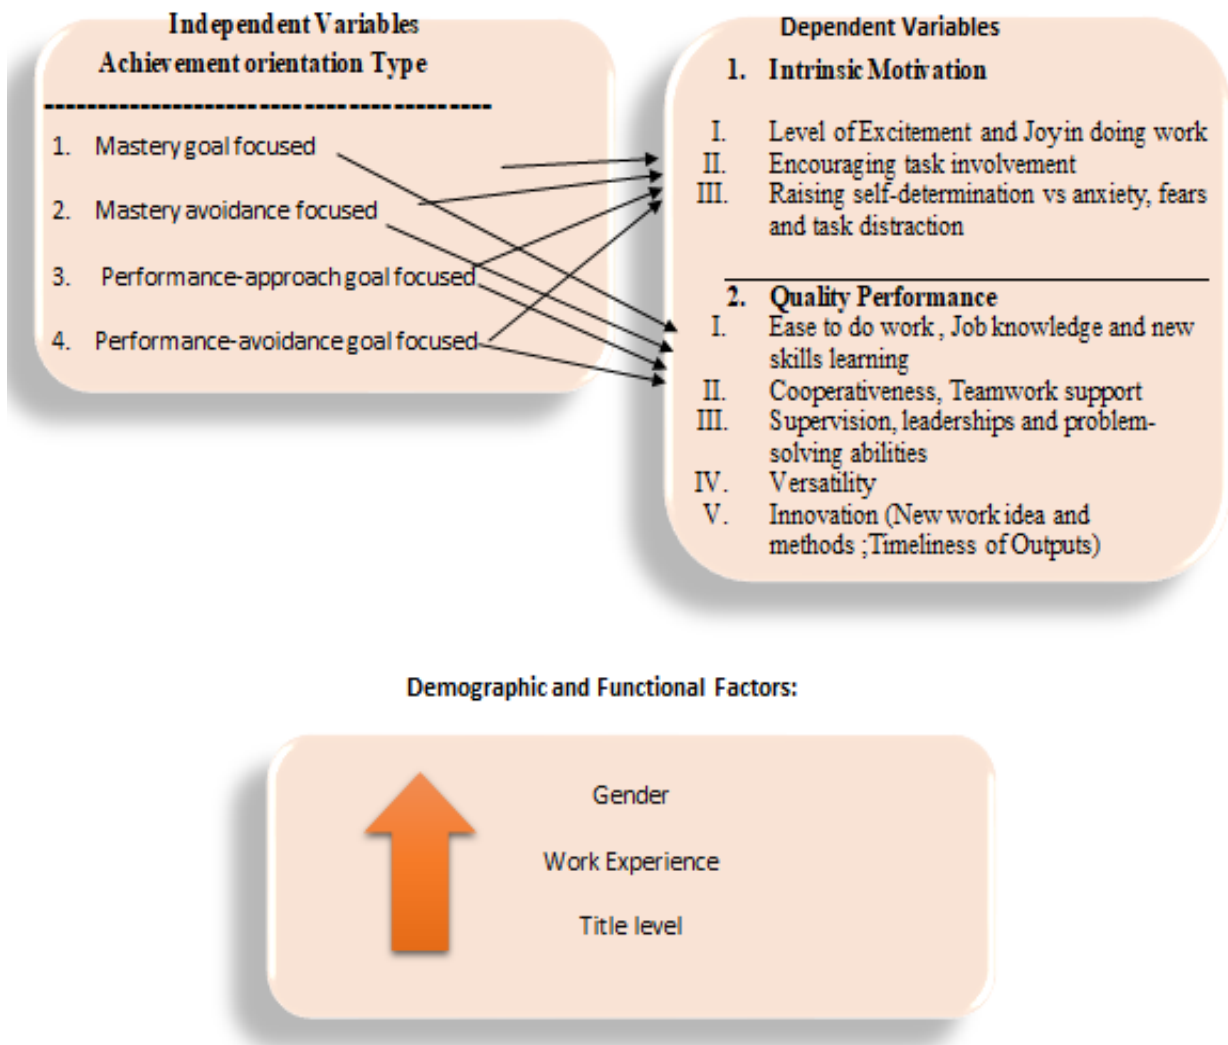 Independent Variables
Achievement orientation Type
1. Mastery goal focused
2. Mastery avoidance focused
3. Performance-approach goal focused
4. Performance-avoidance goal focused
Dependent Variables
1. Intrinsic Motivation
I. Level of Excitement and Joy in doing work
II. Encouraging task involvement
III. Raising self-determination vs anxiety, fears
and task distraction
2. Quality Performance
I. Ease to do work , Job knowledge and new
skills learning
II. Cooperativeness, Teamwork support
III. Supervision, leaderships and problem-
solving abilities
IV. Versatility
V. Innovation (New work idea and
methods ;Timeliness of Outputs)
Demographic and Functional Factors:
Gender
Work Experience
Title level